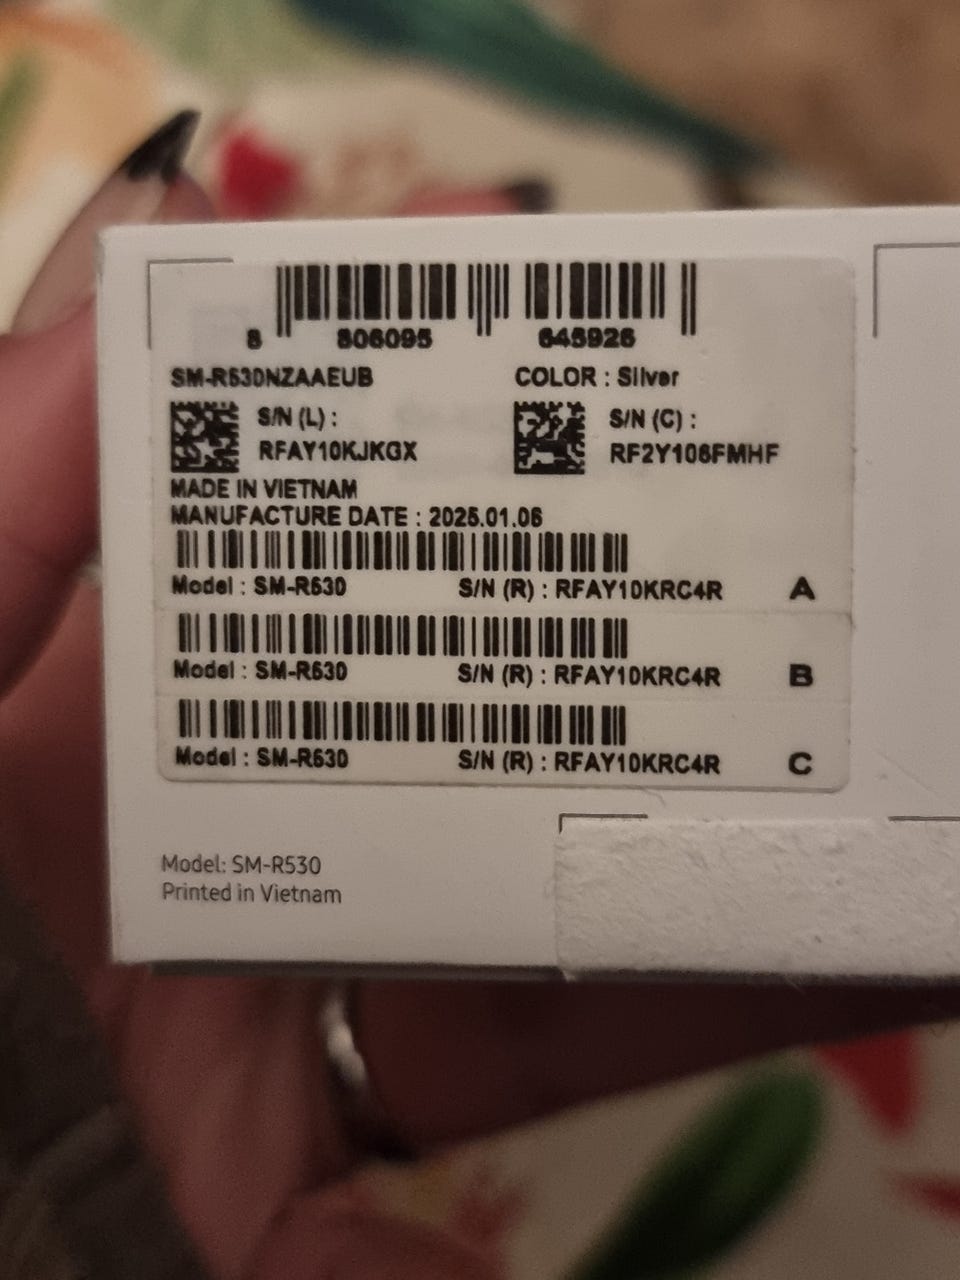 8 806095 645926
SM-R530NZAAEUB COLOR : Silver
S/N (L) : S/N (C) :
RFAY10KJKGX RF2Y106FMHF
MADE IN VIETNAM
MANUFACTURE DATE : 2025.01.06
Model : SM-R530 S/N (R) : RFAY10KRC4R A
Model : SM-R530 S/N (R) : RFAY10KRC4R B
Model : SM-R530 S/N (R) : RFAY10KRC4R C
Model: SM-R530
Printed in Vietnam